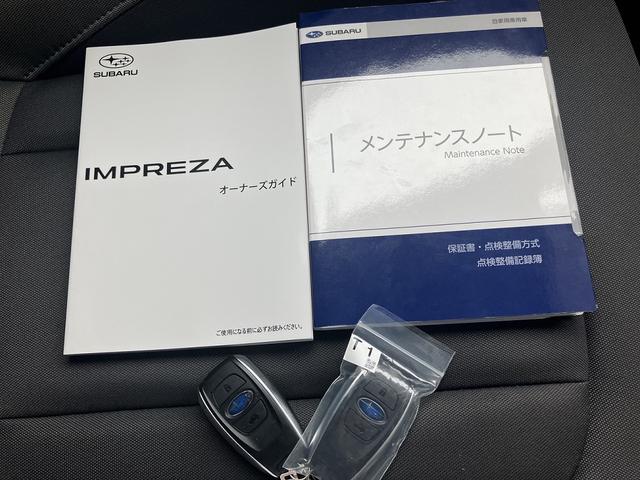 SUBARU
IMPREZA
オーナーズガイド
ご使用になる前に必ずお読みください。
SUBARU
自家用乗用車
メンテナンスノート
Maintenance Note
保証書・点検整備方式
点検整備記録簿
T 1